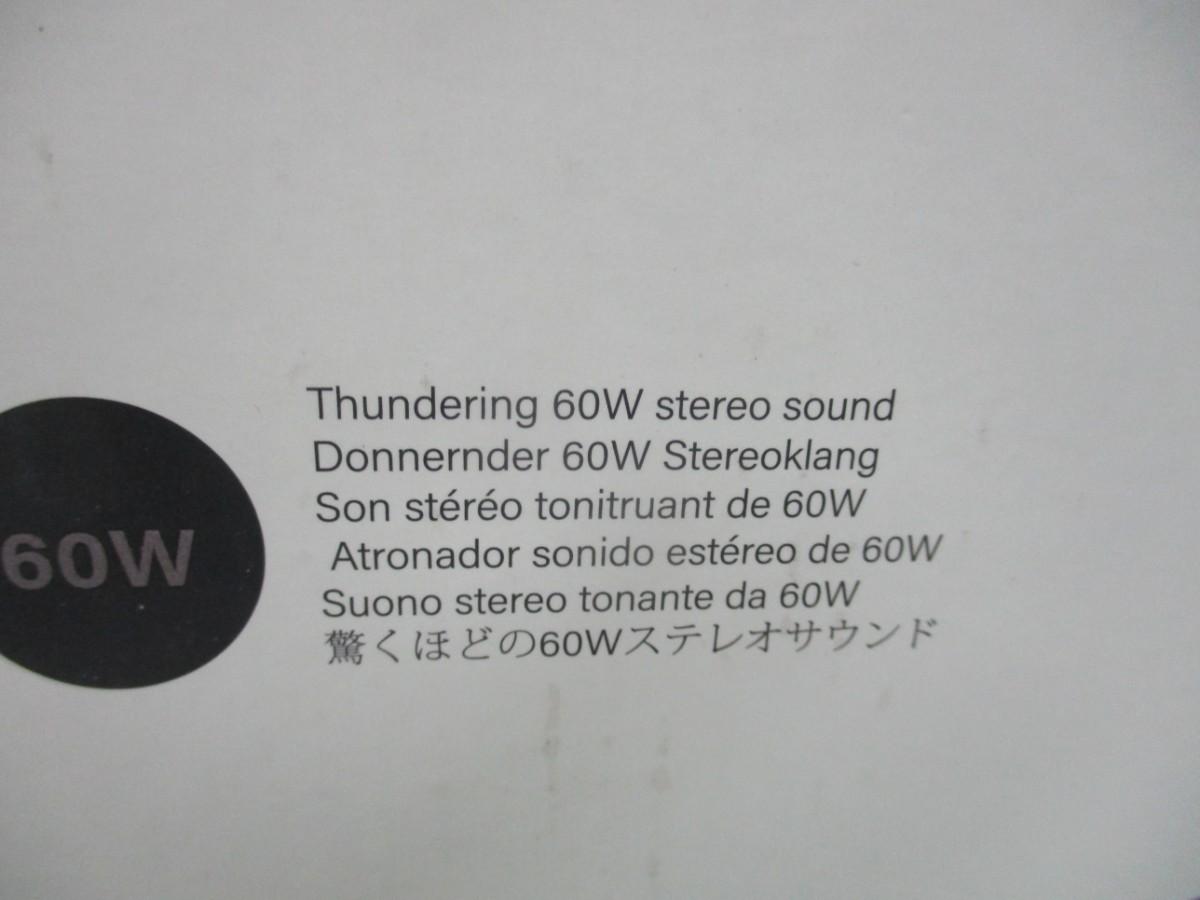 60W
Thundering 60W stereo sound
Donnernder 60W Stereoklang
Son stéréo tonitruant de 60W
Atronador sonido estéreo de 60W
Suono stereo tonante da 60W
驚くほどの60Wステレオサウンド